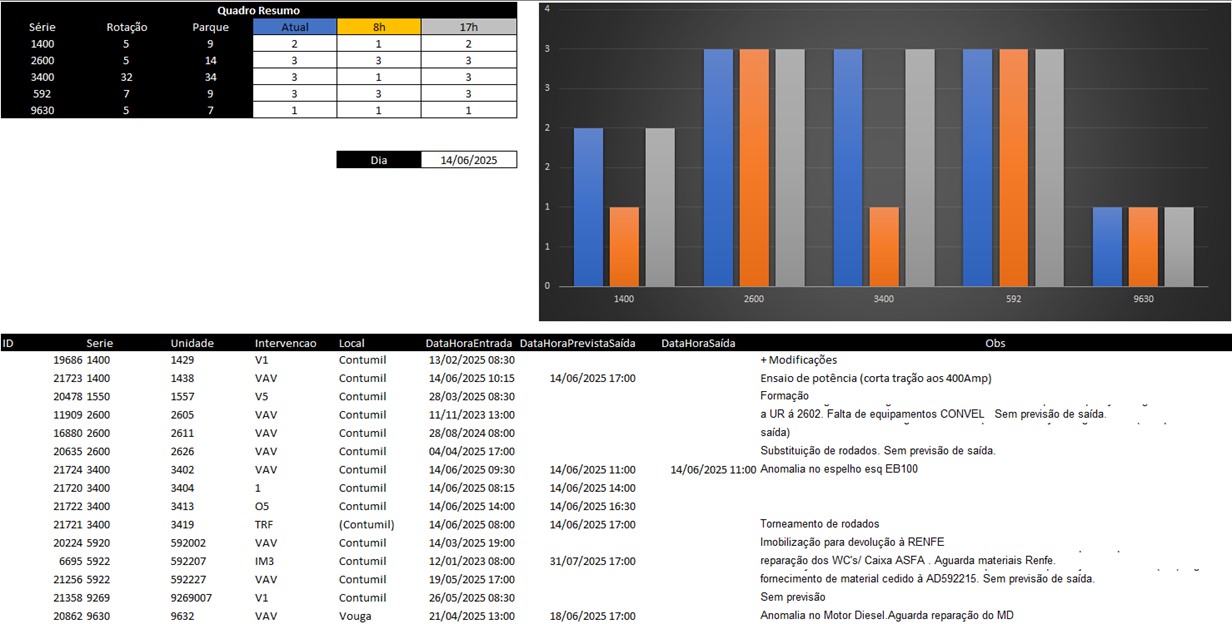 Quadro Resumo
Série Rotação Parque Atual 8h 17h
1400 5 9 2 1 2
2600 5 14 3 3 3
3400 32 34 3 1 3
592 7 9 3 3 3
9630 5 7 1 1 1
Dia 14/06/2025
4
3
3
2
2
1
1
0
1400 2600 3400 592 9630
ID Serie Unidade Intervencao Local DataHoraEntrada DataHoraPrevistaSaída DataHoraSaída Obs
19686 1400 1429 V1 Contumil 13/02/2025 08:30 + Modificações
21723 1400 1438 VAV Contumil 14/06/2025 10:15 14/06/2025 17:00 Ensaio de potência (corta tração aos 400Amp)
20478 1550 1557 V5 Contumil 28/03/2025 08:30 Formação
11909 2600 2605 VAV Contumil 11/11/2023 13:00 a UR á 2602. Falta de equipamentos CONVEL Sem previsão de saída.
16880 2600 2611 VAV Contumil 28/08/2024 08:00 saída)
20635 2600 2626 VAV Contumil 04/04/2025 17:00 Substituição de rodados. Sem previsão de saída.
21724 3400 3402 VAV Contumil 14/06/2025 09:30 14/06/2025 11:00 14/06/2025 11:00 Anomalia no espelho esq EB100
21720 3400 3404 1 Contumil 14/06/2025 08:15 14/06/2025 14:00
21722 3400 3413 O5 Contumil 14/06/2025 14:00 14/06/2025 16:30
21721 3400 3419 TRF (Contumil) 14/06/2025 08:00 14/06/2025 17:00 Torneamento de rodados
20224 5920 592002 VAV Contumil 14/03/2025 19:00 Imobilização para devolução à RENFE
6695 5922 592207 IM3 Contumil 12/01/2023 08:00 31/07/2025 17:00 reparação dos WC's/ Caixa ASFA . Aguarda materiais Renfe.
21256 5922 592227 VAV Contumil 19/05/2025 17:00 fornecimento de material cedido à AD592215. Sem previsão de saída.
21358 9269 9269007 V1 Contumil 26/05/2025 08:30 Sem previsão
20862 9630 9632 VAV Vouga 21/04/2025 13:00 18/06/2025 17:00 Anomalia no Motor Diesel.Aguarda reparação do MD